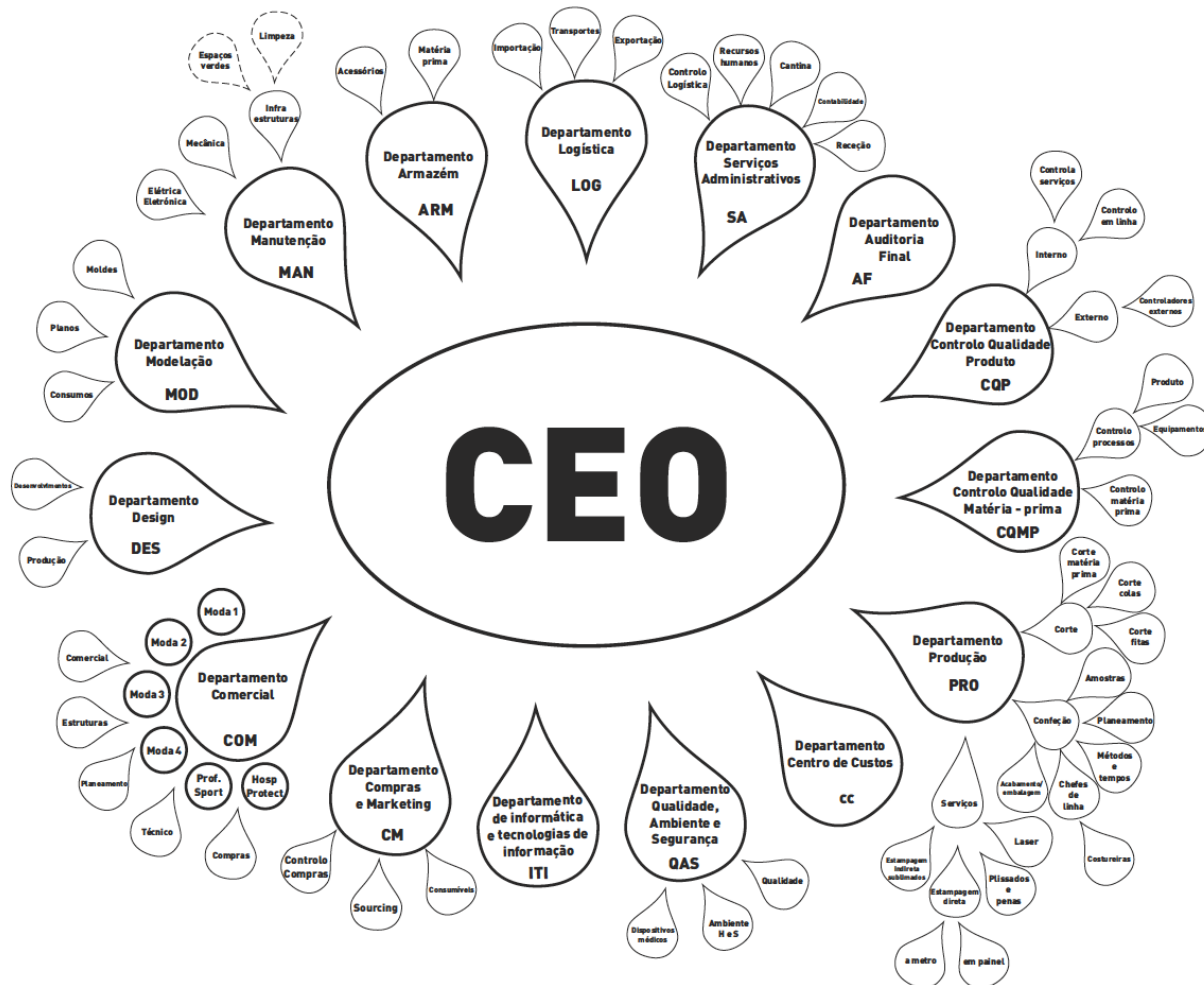 CEO
Departamento
Logística
LOG
Importação
Transportes
Exportação
Departamento
Serviços
Administrativos
SA
Controlo
Logística
Recursos
humanos
Cantina
Contabilidade
Receção
Departamento
Auditoria
Final
AF
Departamento
Controlo Qualidade
Produto
CQP
Interno
Controla
serviços
Controlo
em linha
Externo
Controladores
externos
Departamento
Controlo Qualidade
Matéria - prima
CQMP
Controlo
processos
Produto
Equipamentos
Controlo
matéria
prima
Departamento
Produção
PRO
Corte
Corte
matéria
prima
Corte
colas
Corte
fitas
Confeção
Amostras
Planeamento
Métodos
e
tempos
Chefes
de
linha
Costureiras
Acabamento/
embalagem
Serviços
Laser
Plissados
e
penas
Estampagem
direta
a metro
em painel
Estampagem
indireta
sublimados
Departamento
Centro de Custos
cc
Departamento
Qualidade,
Ambiente e
Segurança
QAS
Qualidade
Ambiente
H e S
Dispositivos
médicos
Departamento
de informática
e tecnologias de
informação
ITI
Departamento
Compras
e Marketing
CM
Consumíveis
Sourcing
Controlo
Compras
Departamento
Comercial
COM
Moda 1
Moda 2
Moda 3
Moda 4
Prof.
Sport
Hosp
Protect
Comercial
Estruturas
Planeamento
Técnico
Compras
Departamento
Design
DES
Desenvolvimentos
Produção
Departamento
Modelação
MOD
Moldes
Planos
Consumos
Departamento
Manutenção
MAN
Elétrica
Eletrónica
Mecânica
Infra
estruturas
Espaços
verdes
Limpeza
Departamento
Armazém
ARM
Acessórios
Matéria
prima